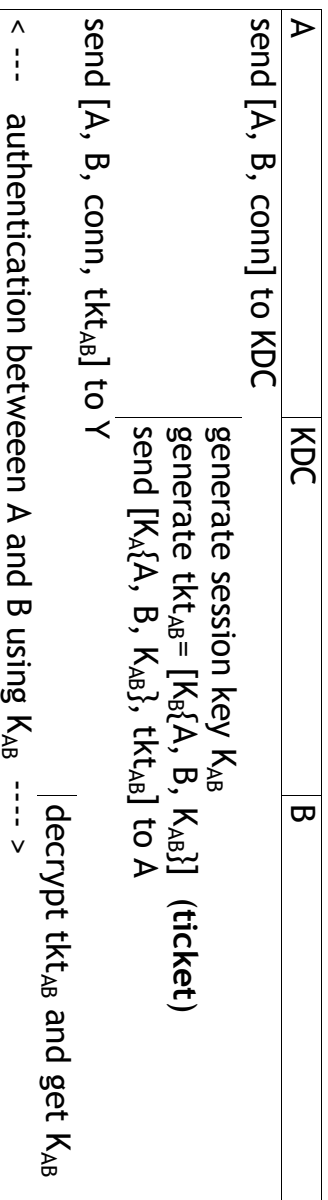 A KDC B
send [A, B, conn] to KDC
generate session key K_AB
generate tkt_AB= [K_B{A, B, K_AB}] (ticket)
send [K_A{A, B, K_AB}, tkt_AB] to A
send [A, B, conn, tkt_AB] to Y
decrypt tkt_AB and get K_AB
< --- authentication betweeen A and B using K_AB ---- >